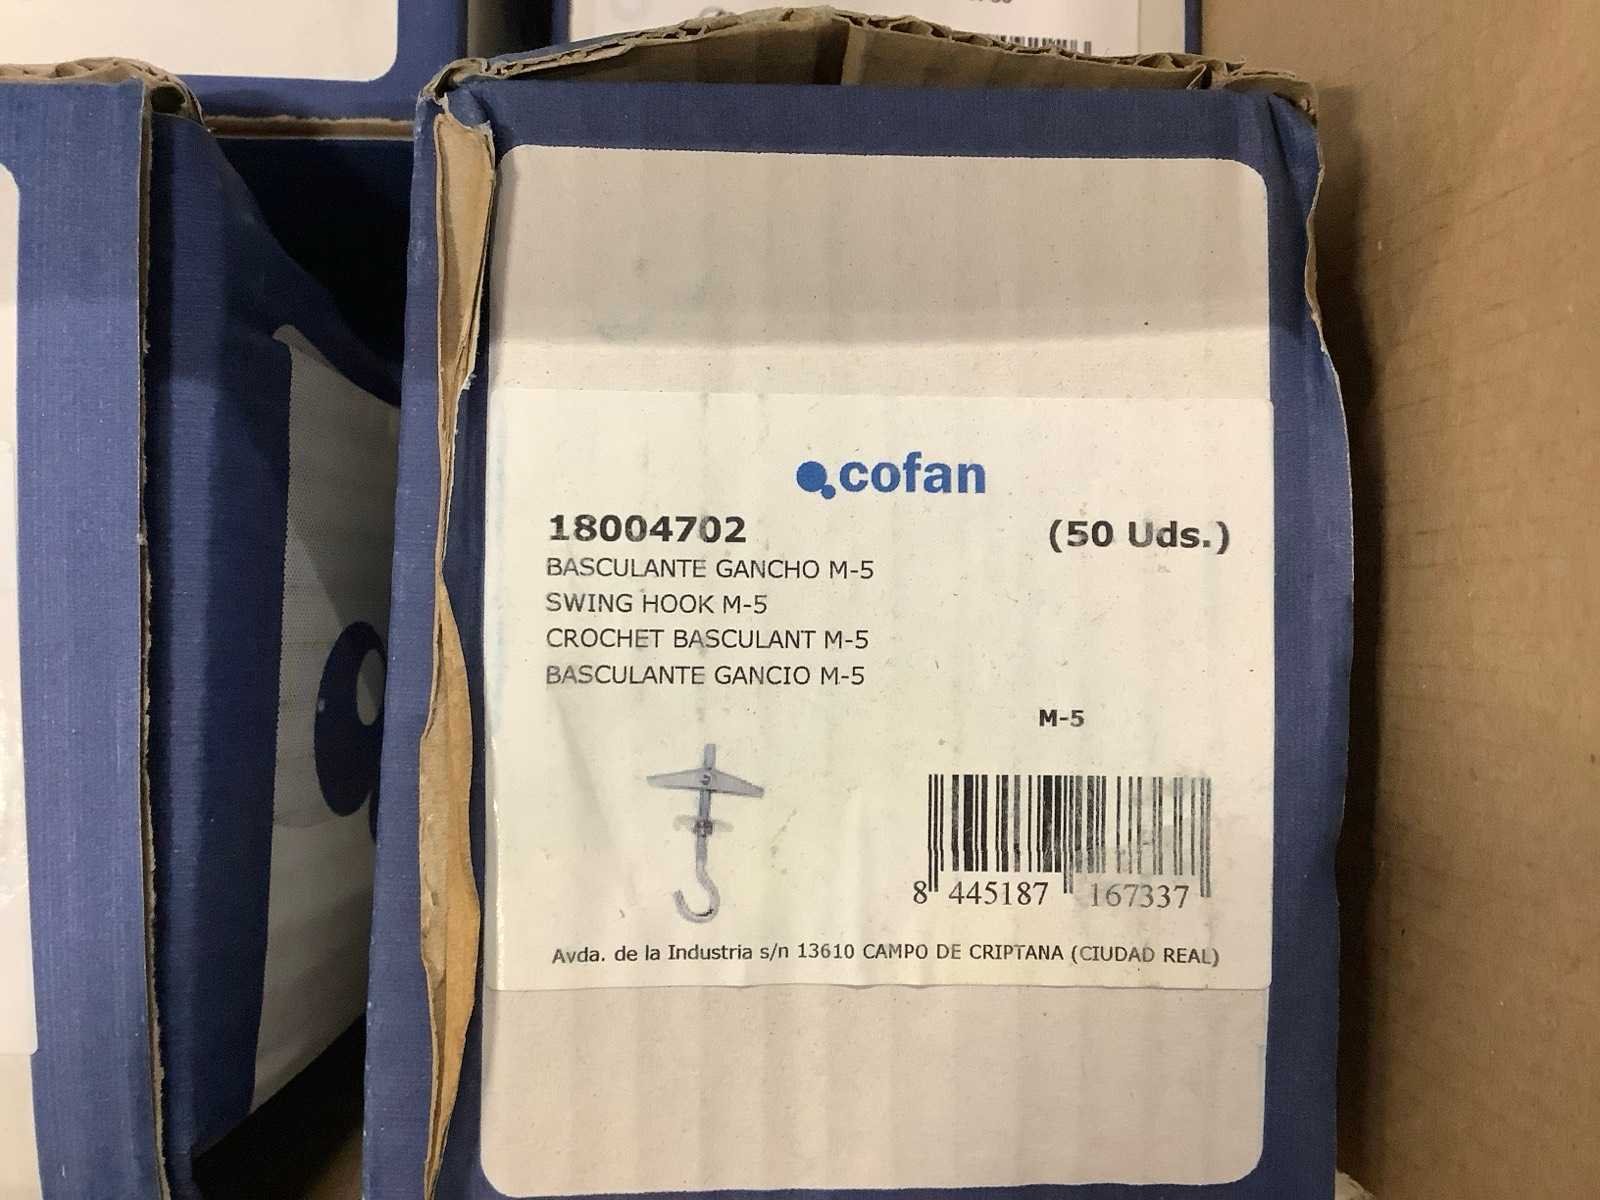 cofan
18004702 (50 Uds.)
BASCULANTE GANCHO M-5
SWING HOOK M-5
CROCHET BASCULANT M-5
BASCULANTE GANCIO M-5
M-5
8 445187 167337
Avda. de la Industria s/n 13610 CAMPO DE CRIPTANA (CIUDAD REAL)